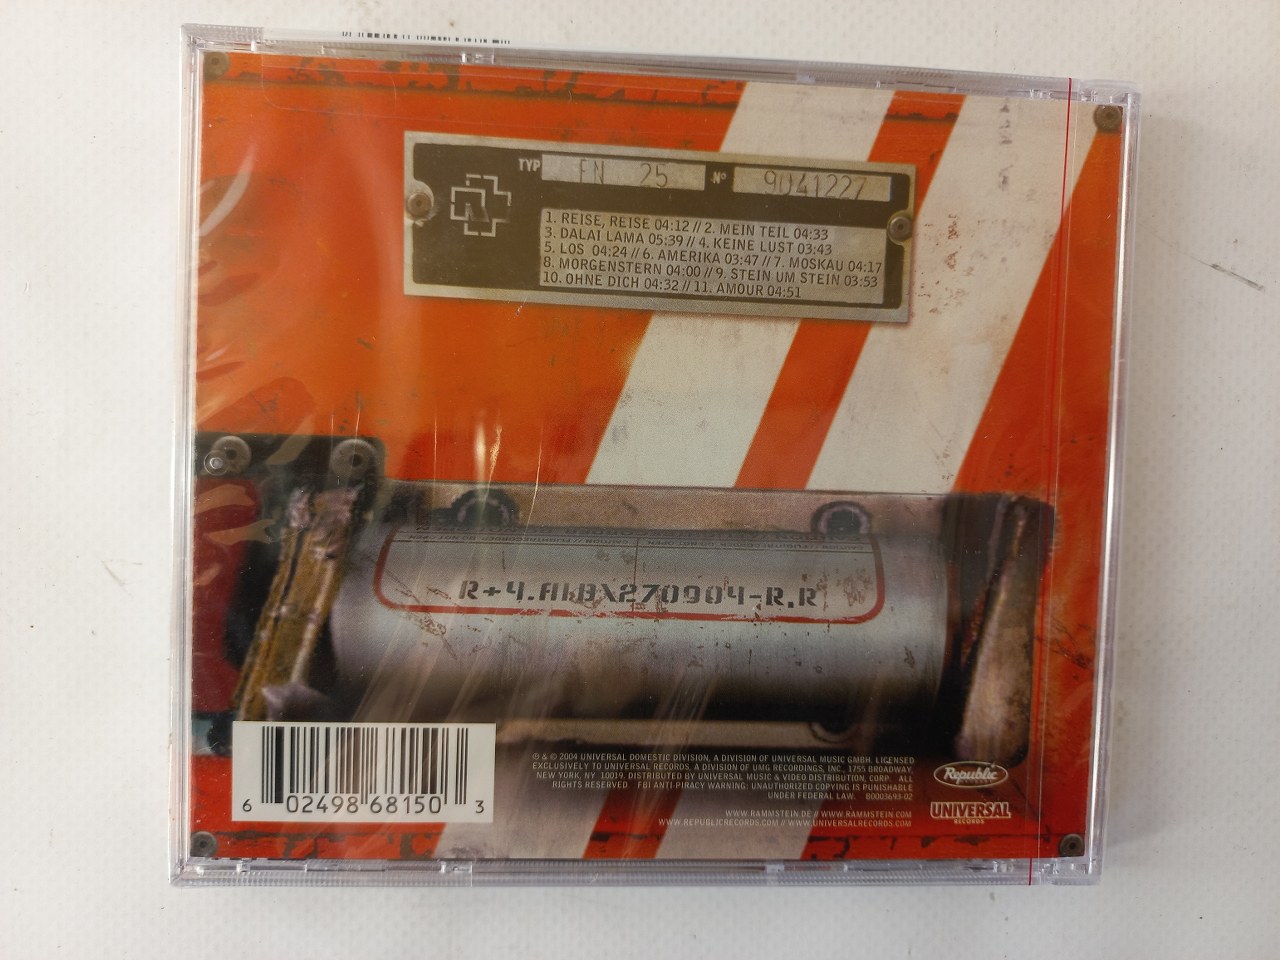 TYP FN 25 Nº 9041227
1. REISE, REISE 04:12 // 2. MEIN TEIL 04:33
3. DALAI LAMA 05:39 // 4. KEINE LUST 03:43
5. LOS 04:24 // 6. AMERIKA 03:47 // 7. MOSKAU 04:17
8. MORGENSTERN 04:00 // 9. STEIN UM STEIN 03:53
10. OHNE DICH 04:32 // 11. AMOUR 04:51
R+4.AlbX270904-R.R
6 02498 68150 3
℗ & © 2004 UNIVERSAL DOMESTIC DIVISION, A DIVISION OF UNIVERSAL MUSIC GMBH, LICENSED
EXCLUSIVELY TO UNIVERSAL RECORDS, A DIVISION OF UMG RECORDINGS, INC., 1755 BROADWAY,
NEW YORK, NY. 10019. DISTRIBUTED BY UNIVERSAL MUSIC & VIDEO DISTRIBUTION, CORP. ALL
RIGHTS RESERVED. FBI ANTI-PIRACY WARNING: UNAUTHORIZED COPYING IS PUNISHABLE
UNDER FEDERAL LAW. B0003693-02
WWW.RAMMSTEIN.DE // WWW.RAMMSTEIN.COM
WWW.REPUBLICRECORDS.COM // WWW.UNIVERSALRECORDS.COM
Republic
UNIVERSAL
RECORDS